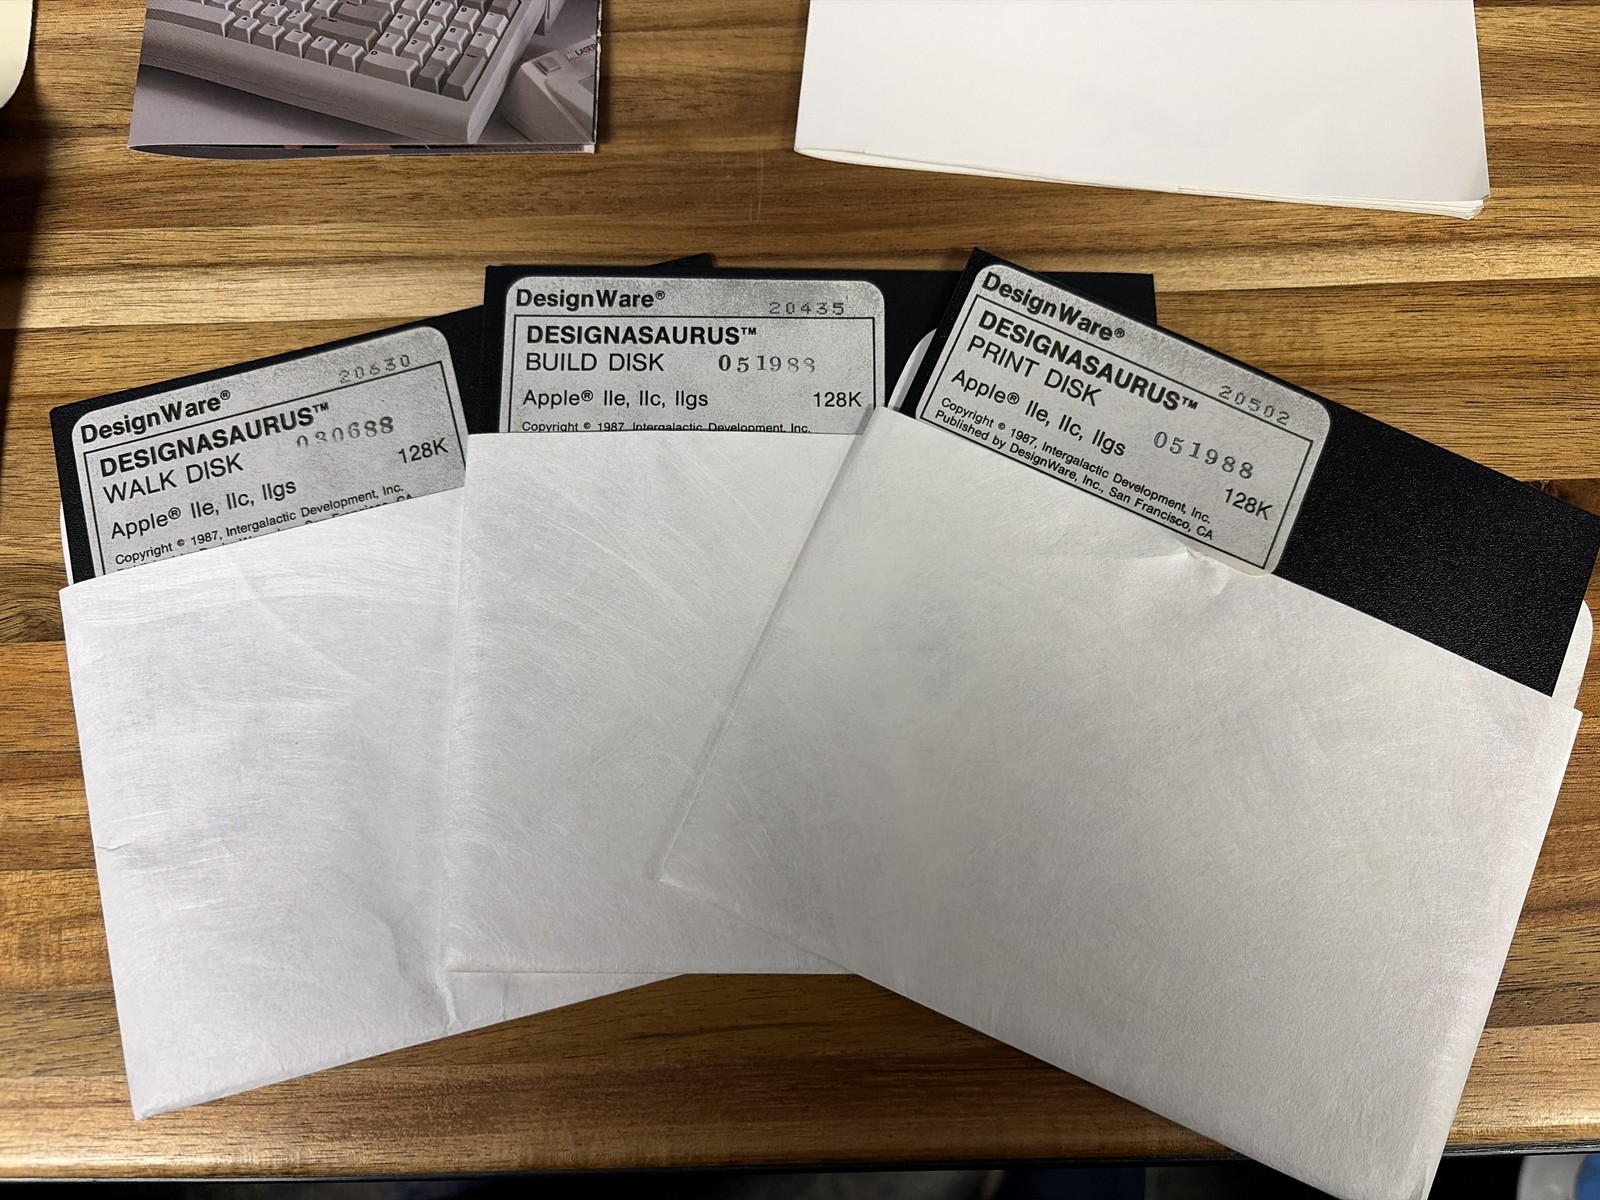 LASER
DesignWare®
20630
DESIGNASAURUS™
WALK DISK
080688
Apple® IIe, IIc, IIgs
128K
Copyright © 1987, Intergalactic Development, Inc.
DesignWare®
20435
DESIGNASAURUS™
BUILD DISK
051988
Apple® IIe, IIc, IIgs
128K
Copyright © 1987, Intergalactic Development, Inc.
DesignWare®
20502
DESIGNASAURUS™
PRINT DISK
051988
Apple® IIe, IIc, IIgs
128K
Copyright © 1987, Intergalactic Development, Inc.
Published by DesignWare, Inc., San Francisco, CA